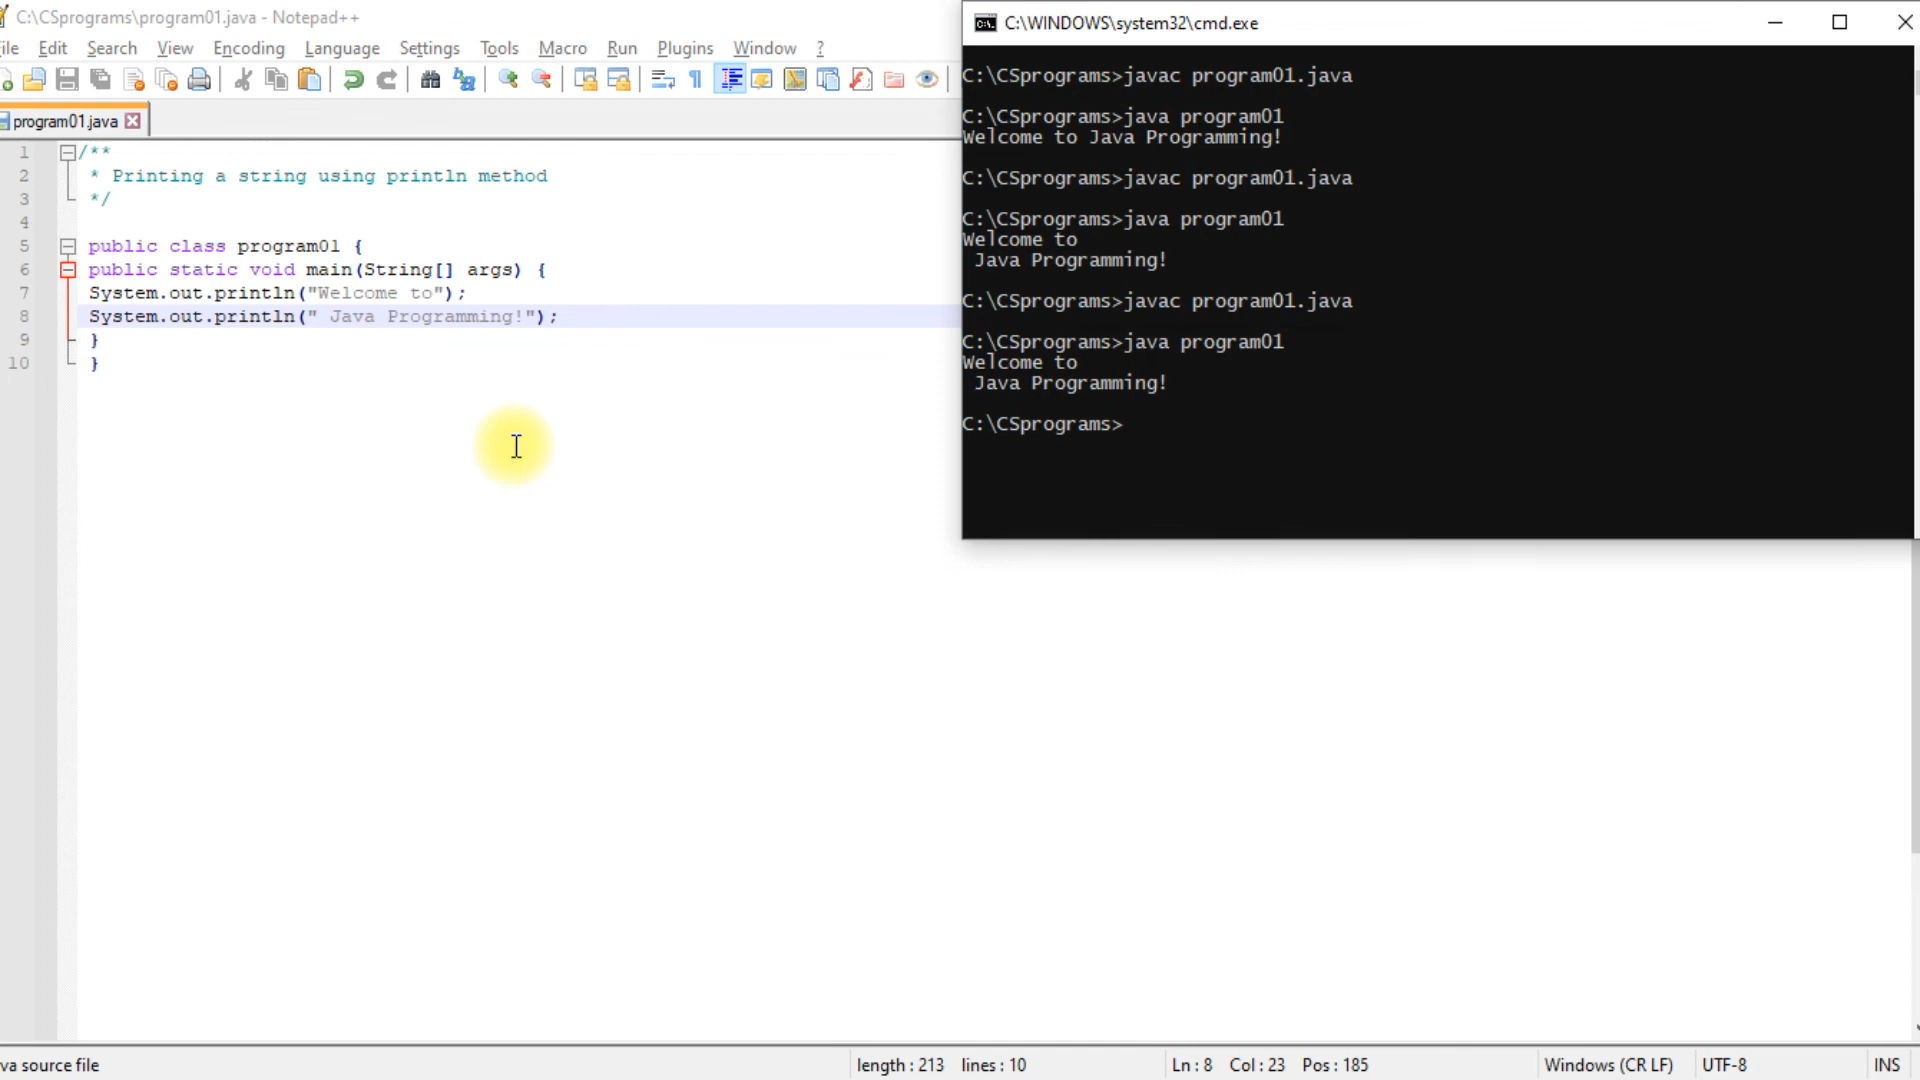 C:\CSprograms\program01.java - Notepad++
ile Edit Search View Encoding Language Settings Tools Macro Run Plugins Window ?
program01.java
1 /**
2 * Printing a string using println method
3 */
4
5 public class program01 {
6 public static void main(String[] args) {
7 System.out.println("Welcome to");
8 System.out.println(" Java Programming!");
9 }
10 }
C:\WINDOWS\system32\cmd.exe
C:\CSprograms>javac program01.java
C:\CSprograms>java program01
Welcome to Java Programming!
C:\CSprograms>javac program01.java
C:\CSprograms>java program01
Welcome to
 Java Programming!
C:\CSprograms>javac program01.java
C:\CSprograms>java program01
Welcome to
 Java Programming!
C:\CSprograms>
va source file length : 213 lines : 10 Ln : 8 Col : 23 Pos : 185 Windows (CR LF) UTF-8 INS